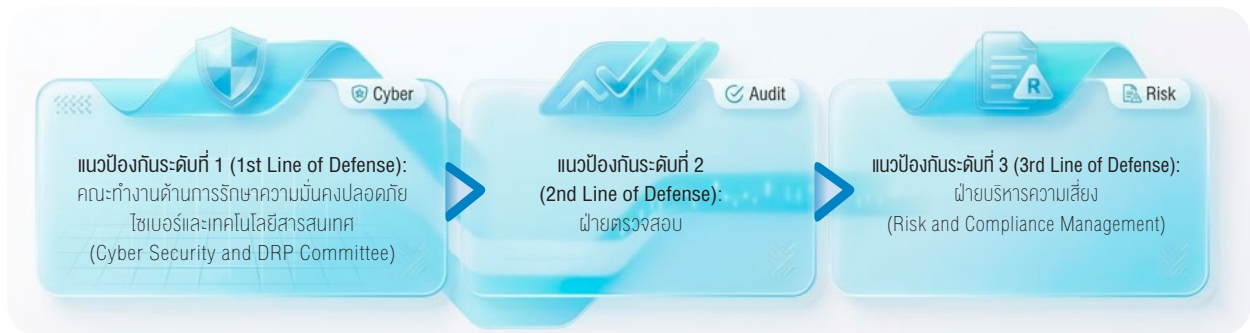 Cyber
แนวป้องกันระดับที่ 1 (1st Line of Defense):
คณะทำงานด้านการรักษาความมั่นคงปลอดภัย
ไซเบอร์และเทคโนโลยีสารสนเทศ
(Cyber Security and DRP Committee)
Audit
แนวป้องกันระดับที่ 2
(2nd Line of Defense):
ฝ่ายตรวจสอบ
R
Risk
แนวป้องกันระดับที่ 3 (3rd Line of Defense):
ฝ่ายบริหารความเสี่ยง
(Risk and Compliance Management)